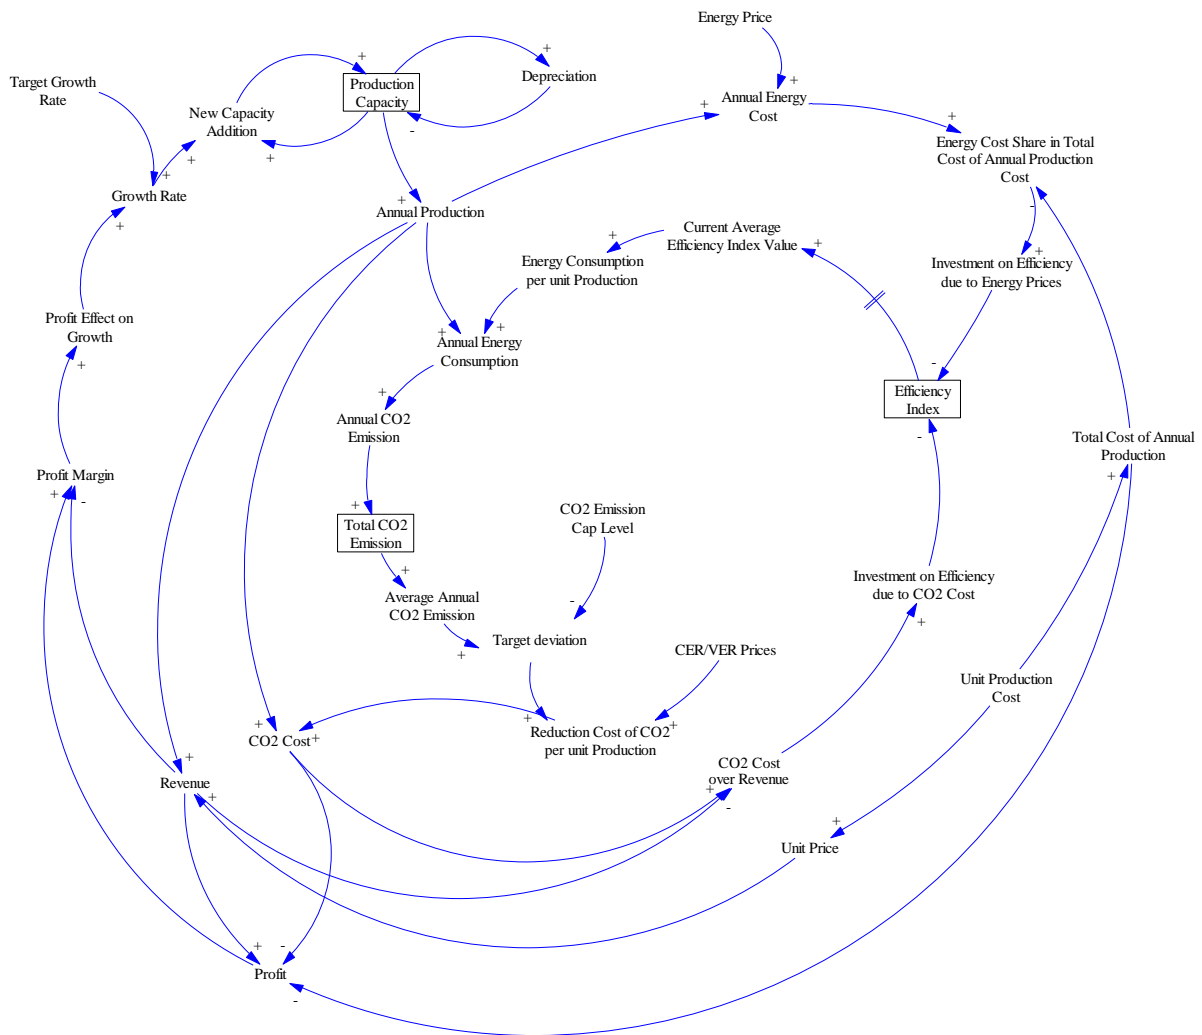 Energy Price
+
+
Target Growth
Rate
Production
Capacity
Depreciation
+
New Capacity
Addition
+
Annual Energy
Cost
+
-
+
+
+
Energy Cost Share in Total
Cost of Annual Production
Cost
+
Growth Rate
+
Annual Production
-
-
+
Current Average
Efficiency Index Value
+
+
+
Energy Consumption
per unit Production
Investment on Efficiency
due to Energy Prices
Profit Effect on
Growth
+
+
Annual Energy
Consumption
+
-
Efficiency
Index
+
Annual CO2
Emission
-
Total Cost of Annual
Production
Profit Margin
+
+
-
+
CO2 Emission
Cap Level
Total CO2
Emission
+
Average Annual
CO2 Emission
Investment on Efficiency
due to CO2 Cost
-
+
Target deviation
+
CER/VER Prices
Unit Production
Cost
+
+
+
Reduction Cost of CO2
per unit Production
+
CO2 Cost
+
CO2 Cost
over Revenue
Revenue
+
+
-
+
Unit Price
+
-
Profit
-